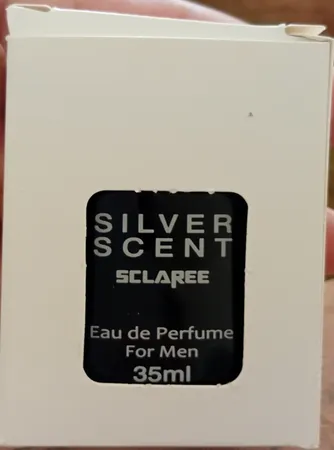 SILVER
SCENT
SCLAREE
Eau de Perfume
For Men
35ml